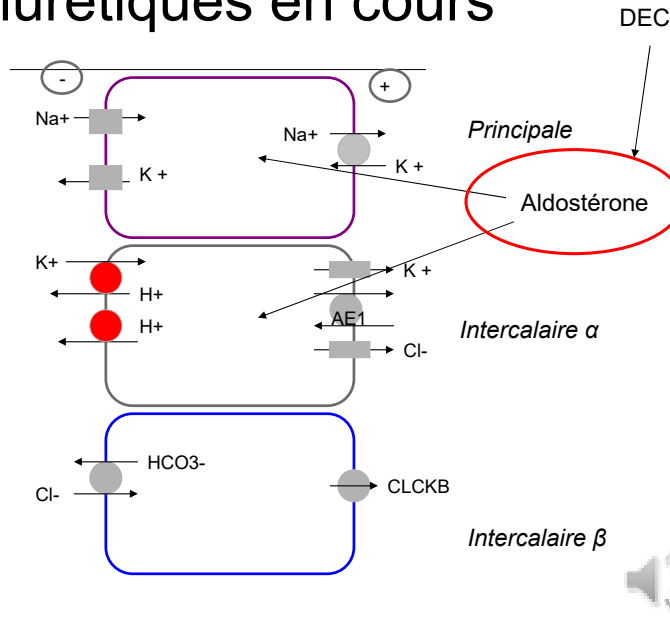 urétiques en cours
DEC
-
+
Na+
Na+
Principale
K +
K +
Aldostérone
K+
K +
H+
H+
AE1
Intercalaire α
Cl-
HCO3-
Cl-
CLCKB
Intercalaire β